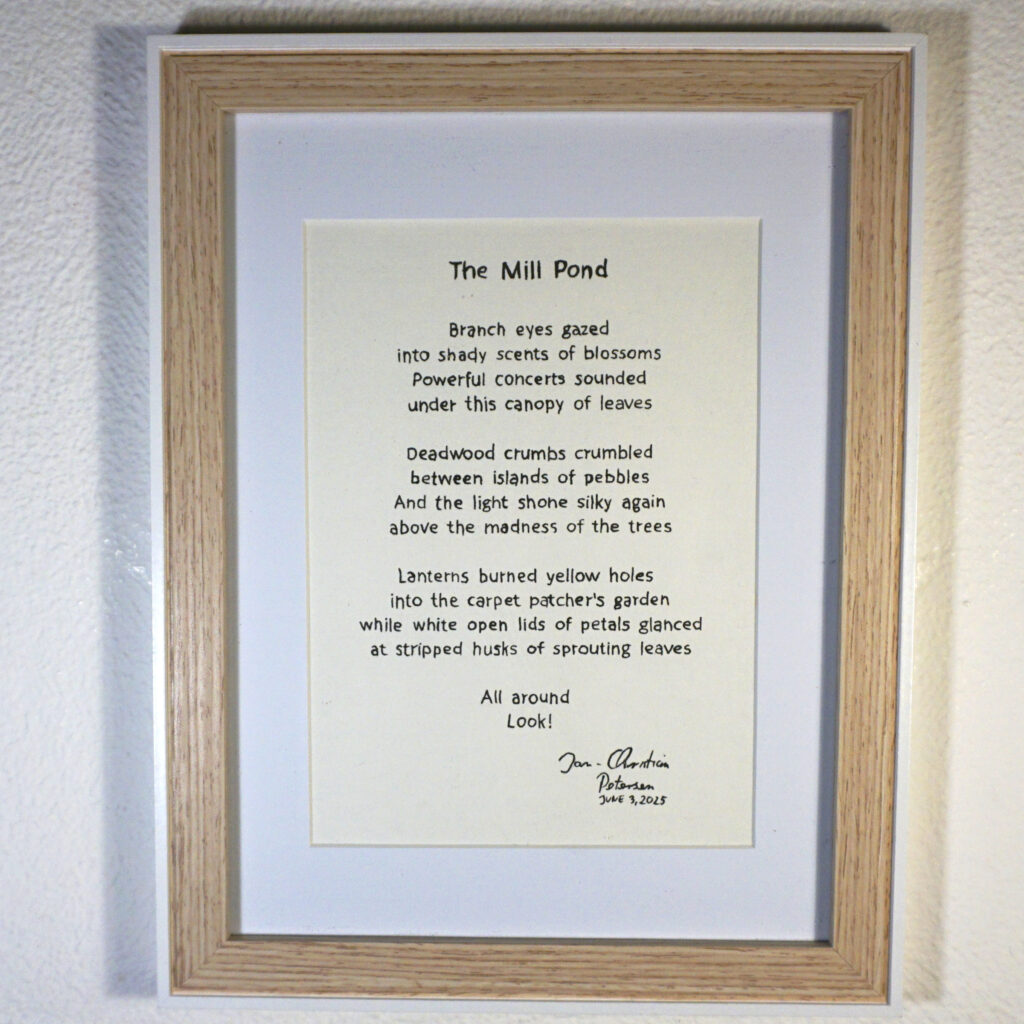 The Mill Pond
Branch eyes gazed
into shady scents of blossoms
Powerful concerts sounded
under this canopy of leaves
Deadwood crumbs crumbled
between islands of pebbles
And the light shone silky again
above the madness of the trees
Lanterns burned yellow holes
into the carpet patcher's garden
while white open lids of petals glanced
at stripped husks of sprouting leaves
All around
Look!
Jan-Christian
Petersen
JUNE 3, 2025